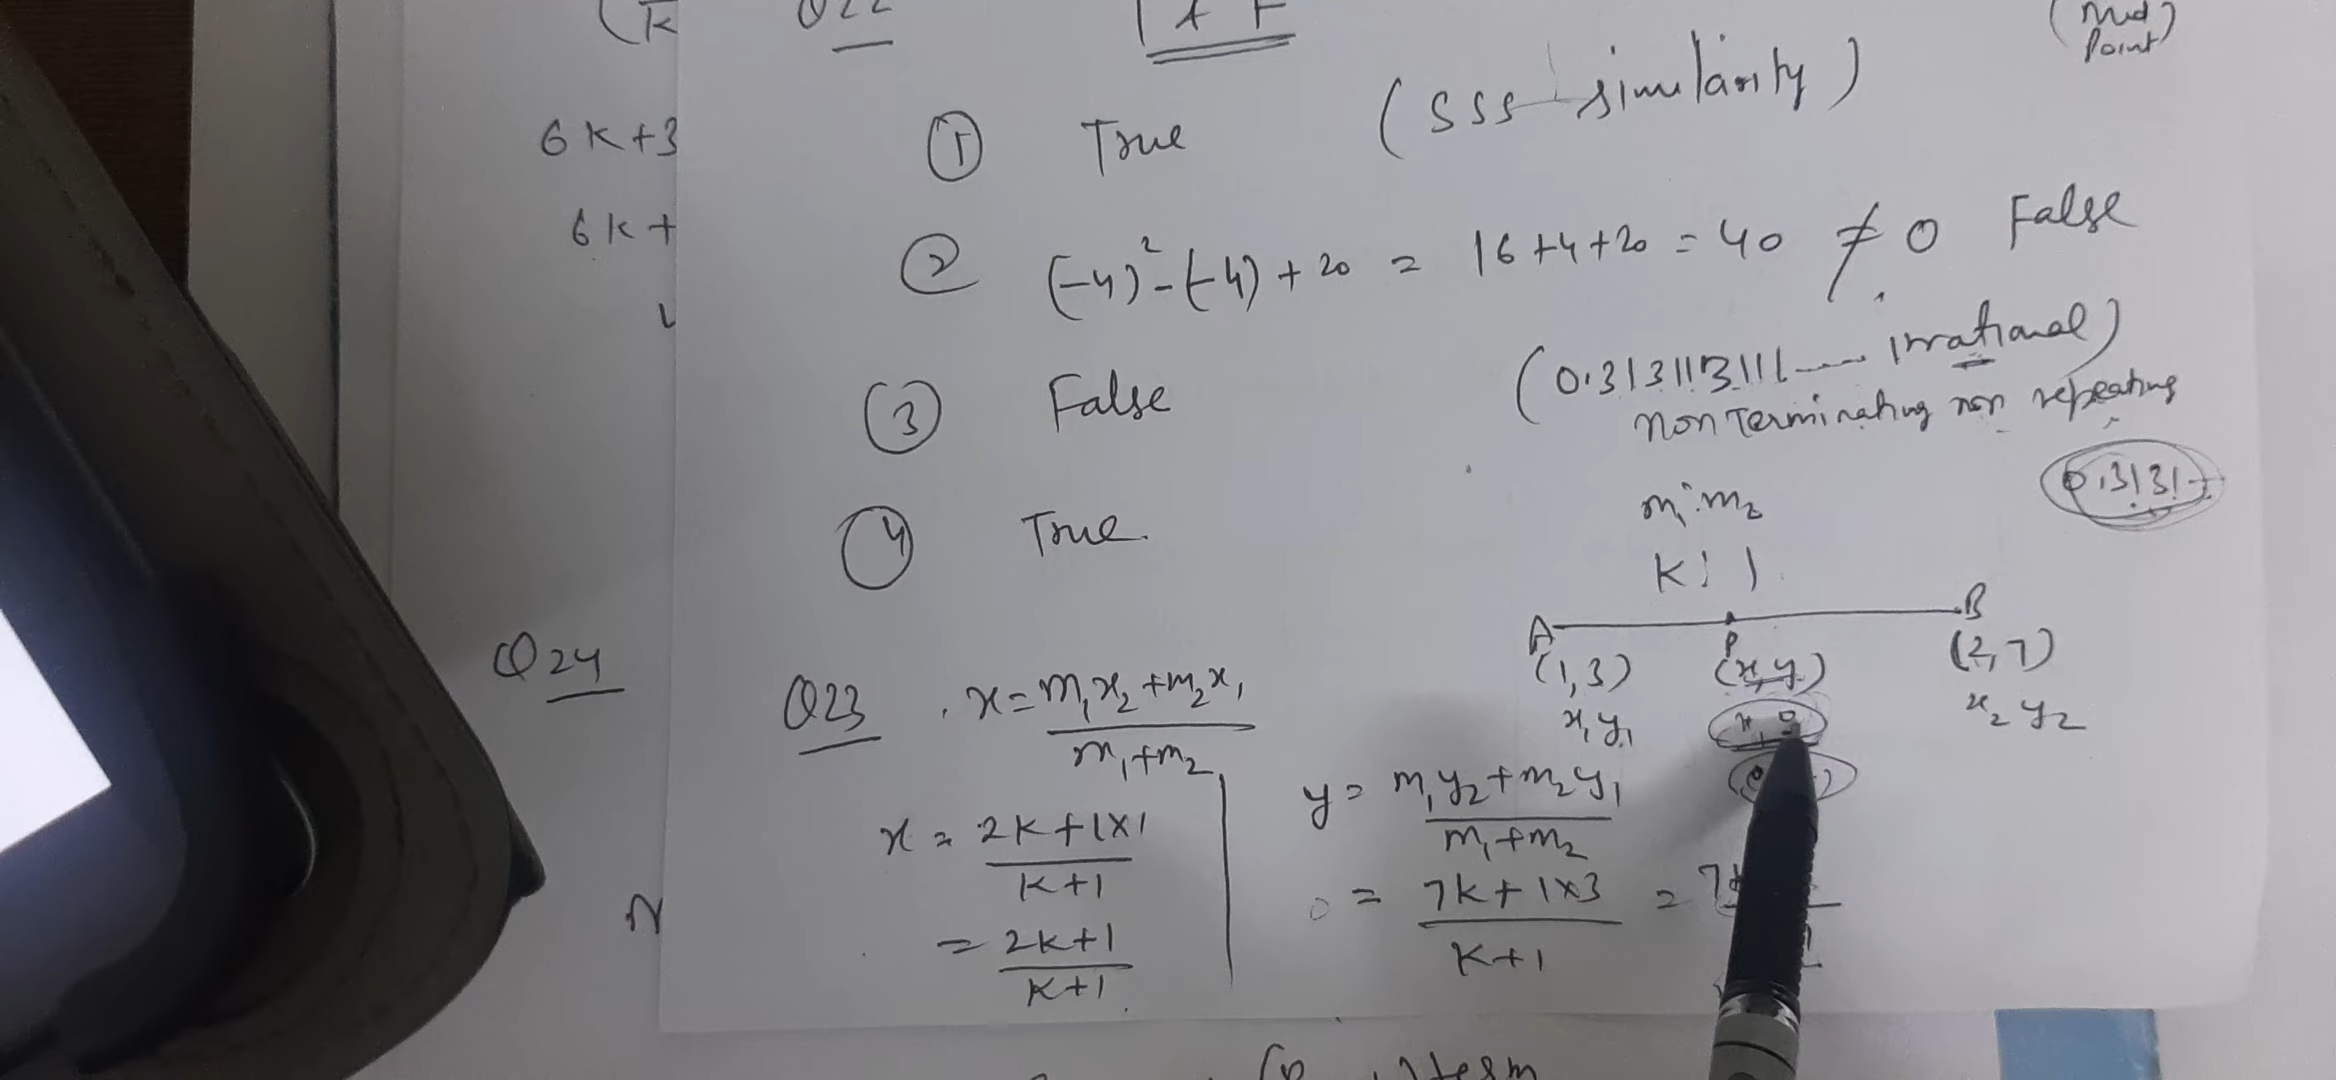 Q22
(Mid
Point)
① True (SSS similarity)
6K+3
6K+
② (-4)²-(-4)+20 = 16+4+20=40 ≠ 0 False
③ False (0.313113111.... irrational)
Non Terminating non repeating
0.3131
④ True.
m₁:m₂
K:1
A P B
(1,3) (x,y) (2,7)
x₁ y₁ x₂ y₂
Q24
Q23 x = m₁x₂+m₂x₁ / m₁+m₂
y = m₁y₂+m₂y₁ / m₁+m₂
x = 2K+1×1 / K+1
0 = 7K+1×3 / K+1 =
= 2K+1 / K+1
term